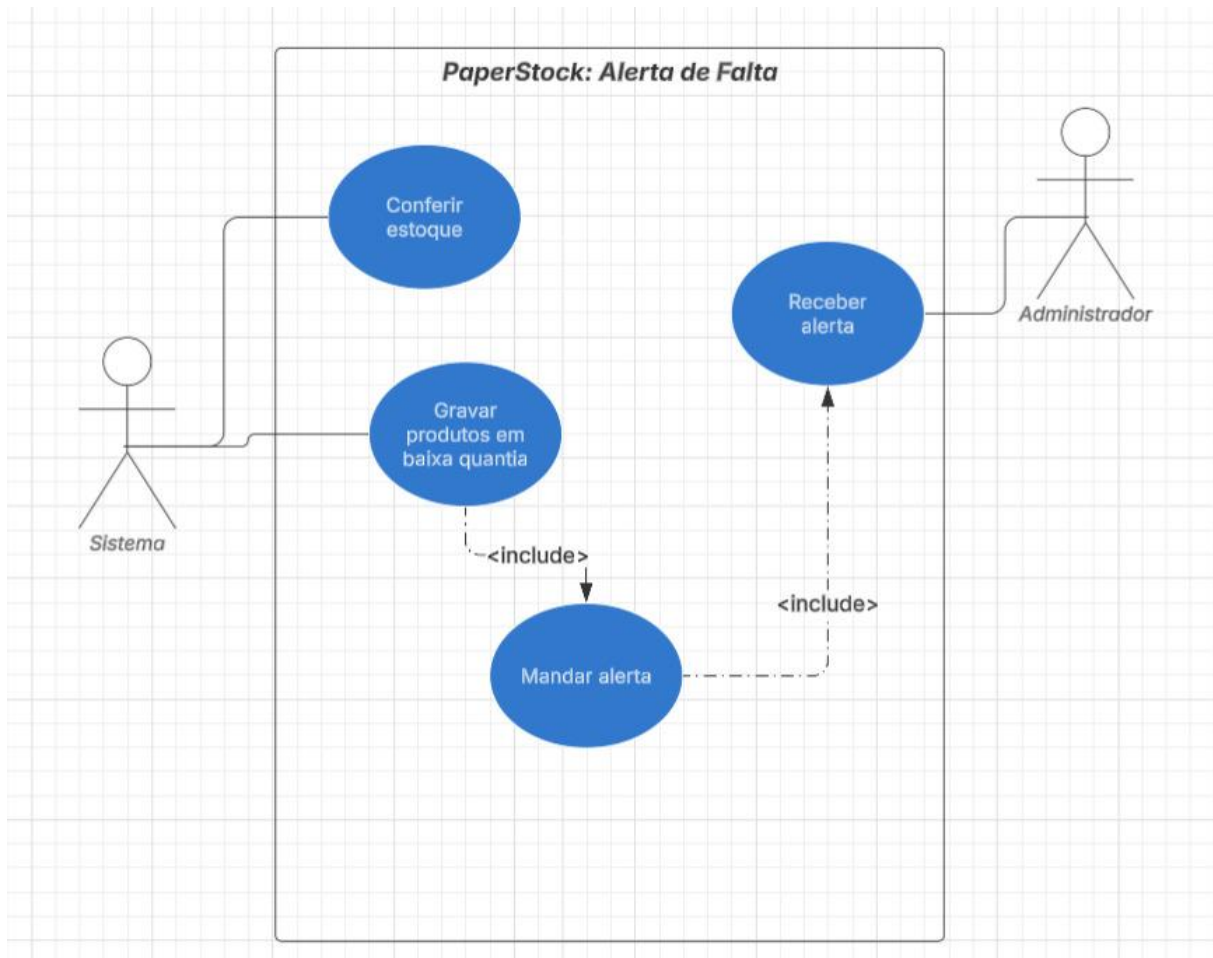 PaperStock: Alerta de Falta
Conferir
estoque
Receber
alerta
Administrador
Gravar
produtos em
baixa quantia
Sistema
<include>
<include>
Mandar alerta